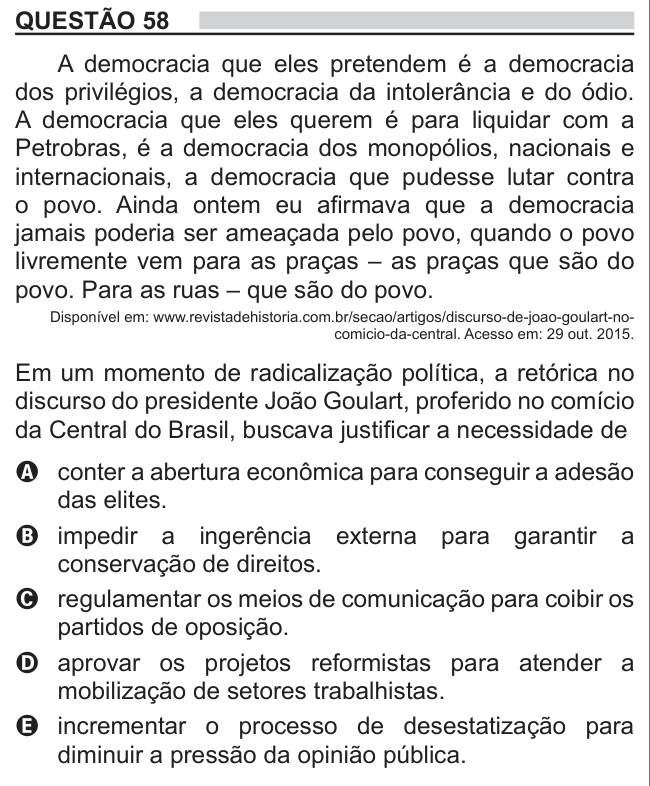 QUESTÃO 58
A democracia que eles pretendem é a democracia
dos privilégios, a democracia da intolerância e do ódio.
A democracia que eles querem é para liquidar com a
Petrobras, é a democracia dos monopólios, nacionais e
internacionais, a democracia que pudesse lutar contra
o povo. Ainda ontem eu afirmava que a democracia
jamais poderia ser ameaçada pelo povo, quando o povo
livremente vem para as praças – as praças que são do
povo. Para as ruas – que são do povo.
Disponível em: www.revistadehistoria.com.br/secao/artigos/discurso-de-joao-goulart-no-
comicio-da-central. Acesso em: 29 out. 2015.
Em um momento de radicalização política, a retórica no
discurso do presidente João Goulart, proferido no comício
da Central do Brasil, buscava justificar a necessidade de
A conter a abertura econômica para conseguir a adesão
das elites.
B impedir a ingerência externa para garantir a
conservação de direitos.
C regulamentar os meios de comunicação para coibir os
partidos de oposição.
D aprovar os projetos reformistas para atender a
mobilização de setores trabalhistas.
E incrementar o processo de desestatização para
diminuir a pressão da opinião pública.